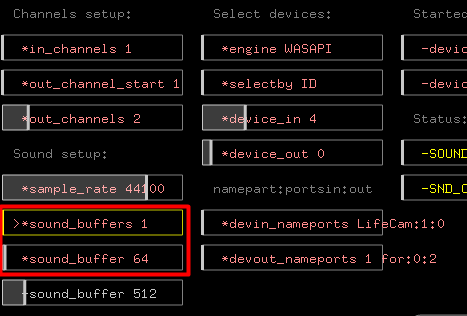 Channels setup:
*in_channels 1
*out_channel_start 1
*out_channels 2
Sound setup:
*sample_rate 44100
>*sound_buffers 1
*sound_buffer 64
-sound_buffer 512
Select devices:
*engine WASAPI
*selectby ID
*device_in 4
*device_out 0
namepart:portsin:out
*devin_nameports LifeCam:1:0
*devout_nameports 1 for:0:2
Started
-devic
-devic
Status:
-SOUND
-SND_O